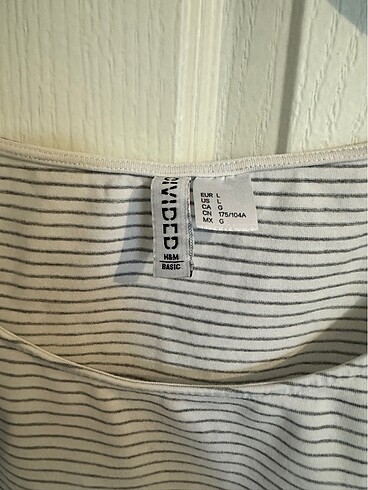 DIVIDED
H&M
BASIC
EUR L
US L
CA G
CN 175/104A
MX G